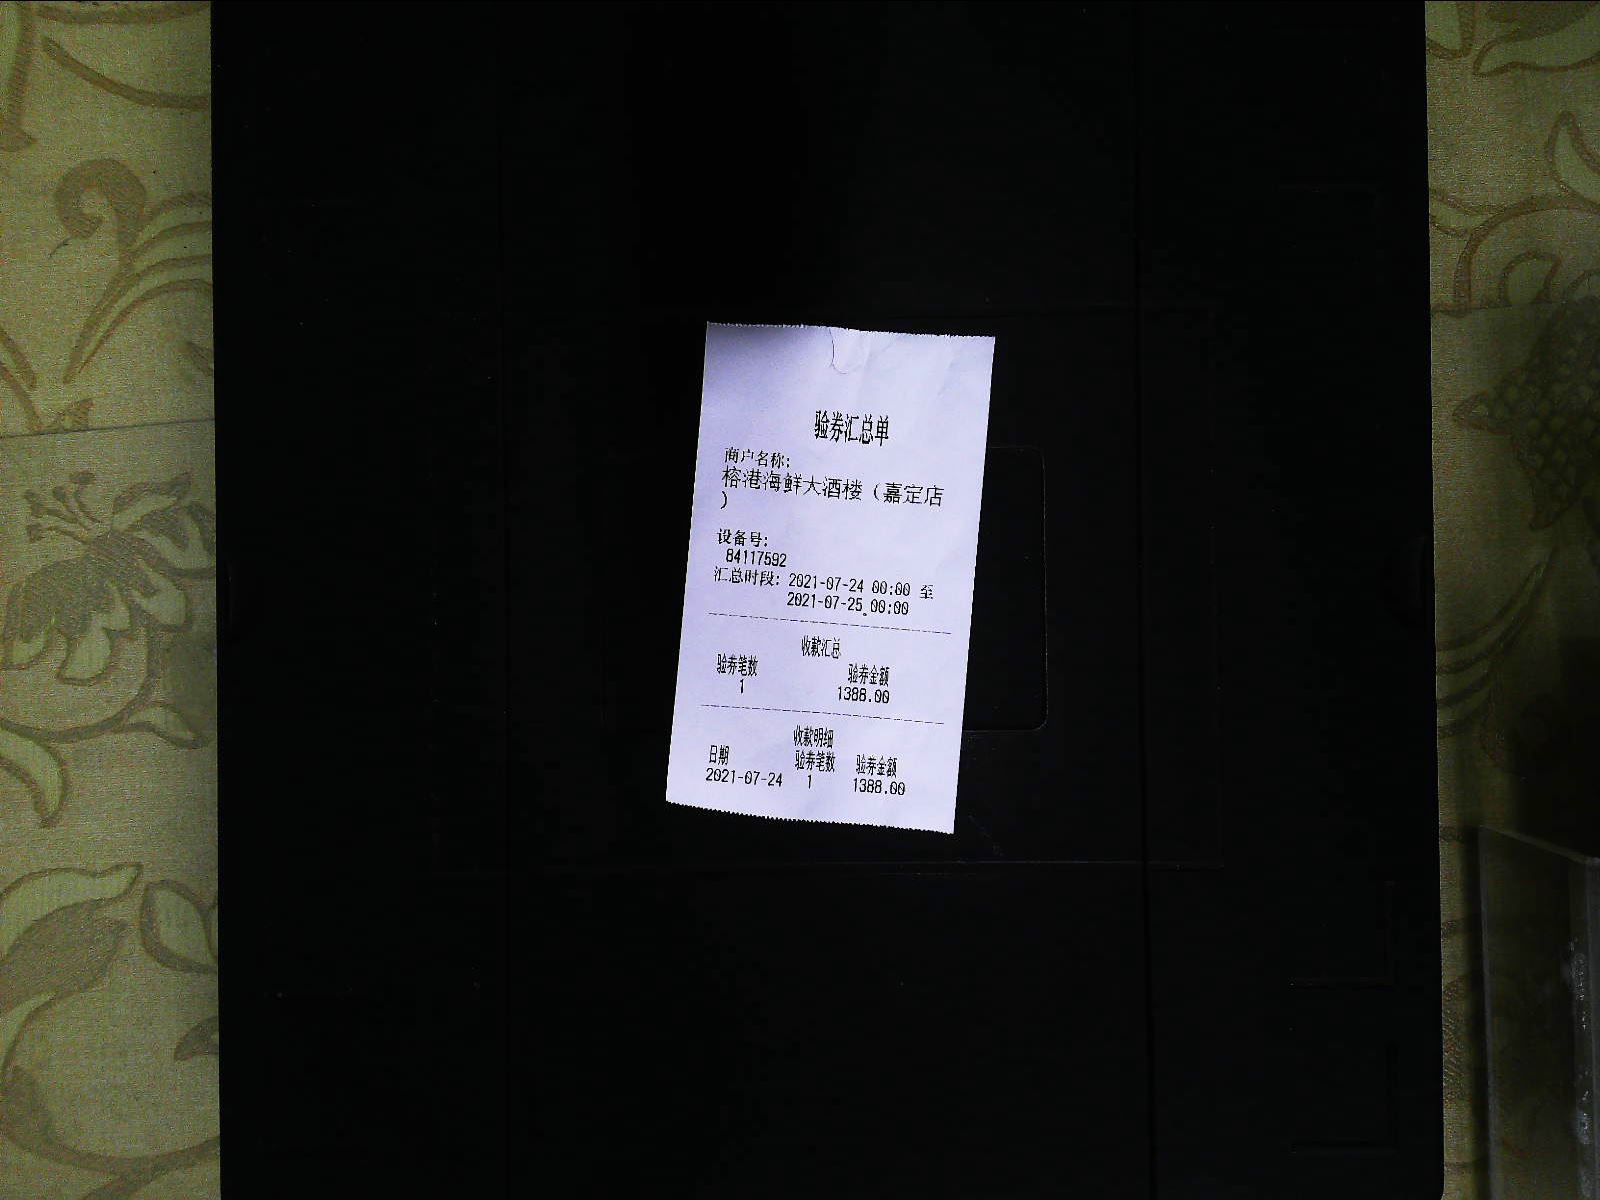 验券汇总单
商户名称:
榕港海鲜大酒楼（嘉定店
）
设备号:
84117592
汇总时段: 2021-07-24 00:00 至
2021-07-25 00:00
收款汇总
验券笔数 验券金额
1 1388.00
收款明细
日期 验券笔数 验券金额
2021-07-24 1 1388.00